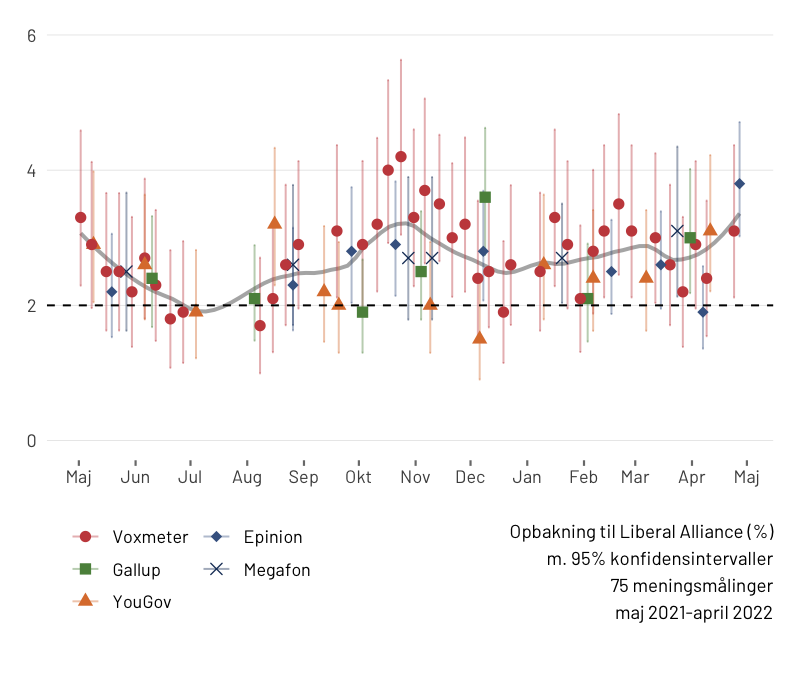 6
4
2
0
Maj Jun Jul Aug Sep Okt Nov Dec Jan Feb Mar Apr Maj
Voxmeter Epinion
Gallup Megafon
YouGov
Opbakning til Liberal Alliance (%)
m. 95% konfidensintervaller
75 meningsmålinger
maj 2021-april 2022